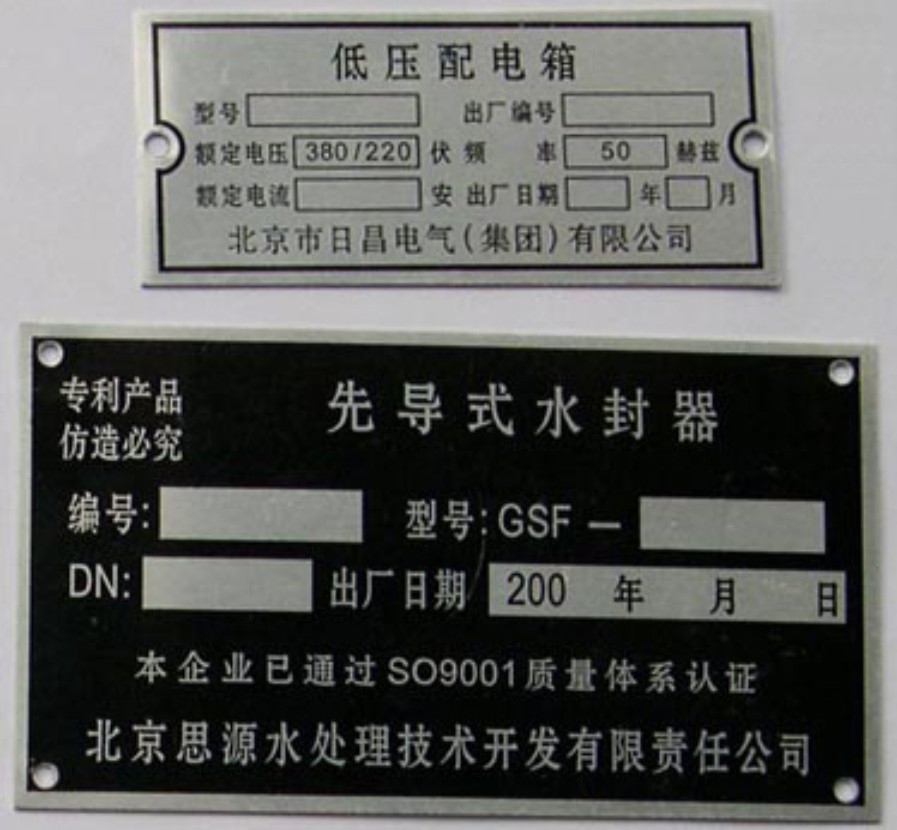 低压配电箱
型号 出厂编号
额定电压 380/220 伏 频率 50 赫兹
额定电流 安 出厂日期 年 月
北京市日昌电气(集团)有限公司
专利产品
仿造必究
先导式水封器
编号: 型号: GSF —
DN: 出厂日期 200 年 月 日
本企业已通过SO9001质量体系认证
北京思源水处理技术开发有限责任公司